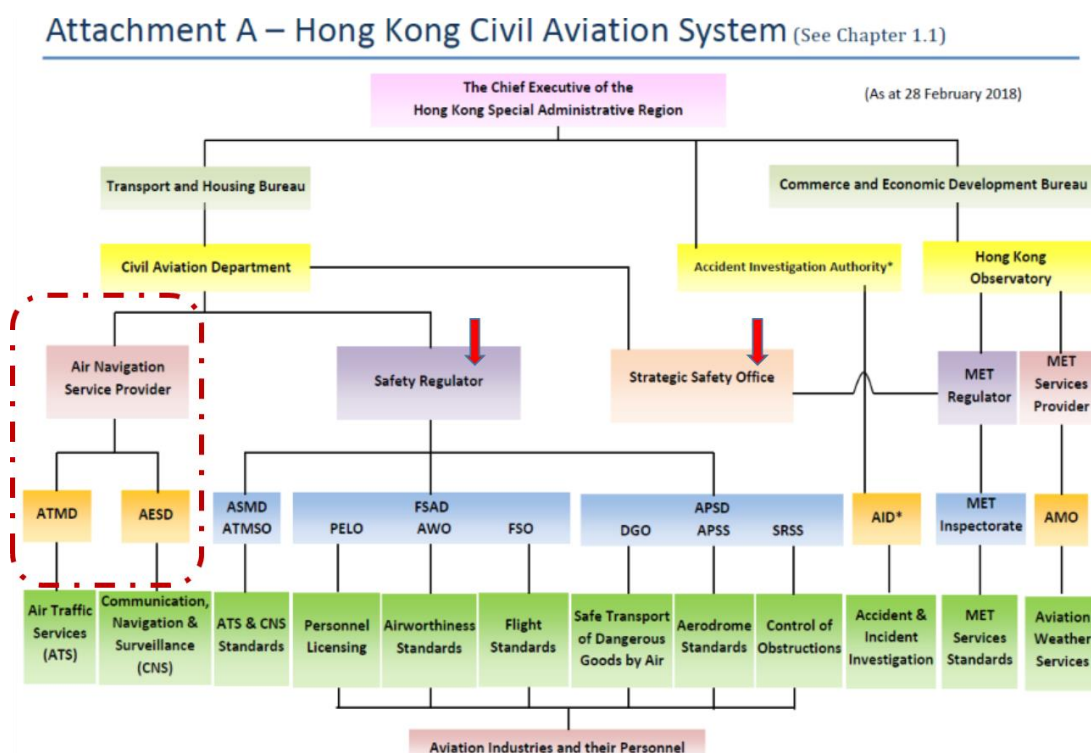 Attachment A – Hong Kong Civil Aviation System (See Chapter 1.1)
The Chief Executive of the
Hong Kong Special Administrative Region
(As at 28 February 2018)
Transport and Housing Bureau
Commerce and Economic Development Bureau
Civil Aviation Department
Accident Investigation Authority*
Hong Kong
Observatory
Air Navigation
Service Provider
Safety Regulator
Strategic Safety Office
MET
Regulator
MET
Services
Provider
ATMD
AESD
ASMD
ATMSO
FSAD
PELO AWO FSO
APSD
DGO APSS SRSS
AID*
MET
Inspectorate
AMO
Air Traffic
Services
(ATS)
Communication,
Navigation &
Surveillance
(CNS)
ATS & CNS
Standards
Personnel
Licensing
Airworthiness
Standards
Flight
Standards
Safe Transport
of Dangerous
Goods by Air
Aerodrome
Standards
Control of
Obstructions
Accident &
Incident
Investigation
MET
Services
Standards
Aviation
Weather
Services
Aviation Industries and their Personnel